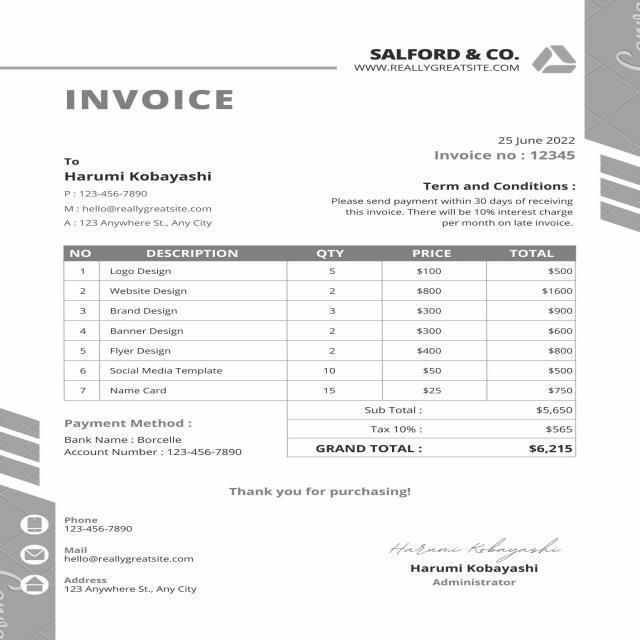 SALFORD & CO.
WWW.REALLYGREATSITE.COM
INVOICE
25 June 2022
Invoice no : 12345
To
Harumi Kobayashi
P : 123-456-7890
M : hello@reallygreatsite.com
A : 123 Anywhere St., Any City
Term and Conditions :
Please send payment within 30 days of receiving
this invoice. There will be 10% interest charge
per month on late invoice.
NO DESCRIPTION QTY PRICE TOTAL
1 Logo Design 5 $100 $500
2 Website Design 2 $800 $1600
3 Brand Design 3 $300 $900
4 Banner Design 2 $300 $600
5 Flyer Design 2 $400 $800
6 Social Media Template 10 $50 $500
7 Name Card 15 $25 $750
Sub Total : $5,650
Tax 10% : $565
GRAND TOTAL : $6,215
Payment Method :
Bank Name : Borcelle
Account Number : 123-456-7890
Thank you for purchasing!
Phone
123-456-7890
Mail
hello@reallygreatsite.com
Address
123 Anywhere St., Any City
Harumi Kobayashi
Harumi Kobayashi
Administrator